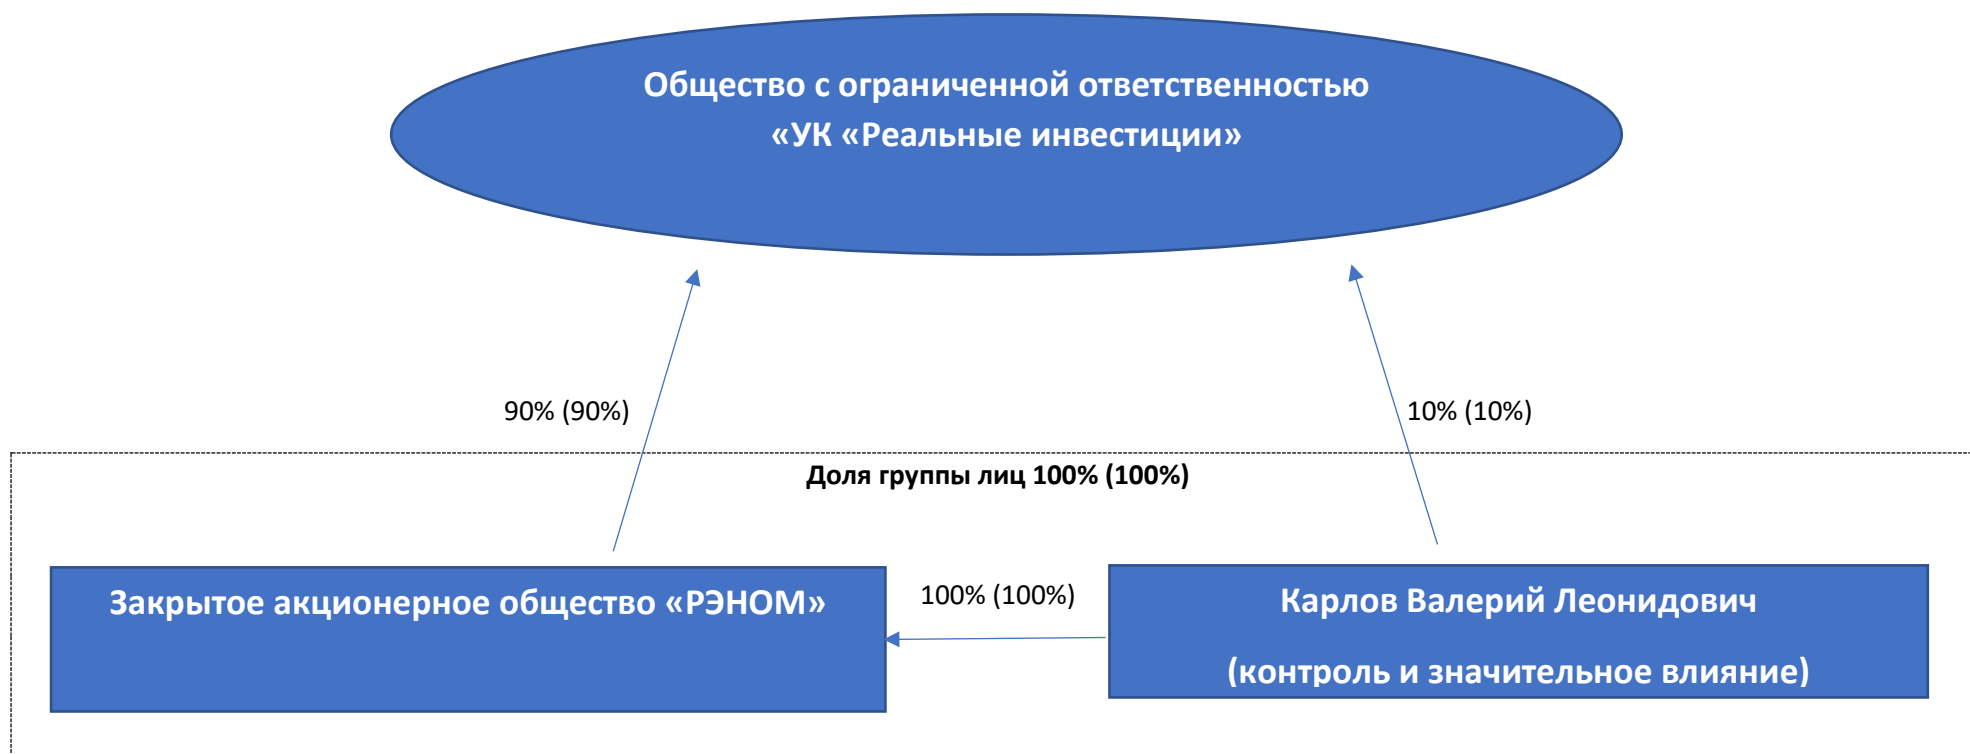 Общество с ограниченной ответственностью
«УК «Реальные инвестиции»
90% (90%)
10% (10%)
Доля группы лиц 100% (100%)
Закрытое акционерное общество «РЭНОМ»
100% (100%)
Карлов Валерий Леонидович
(контроль и значительное влияние)